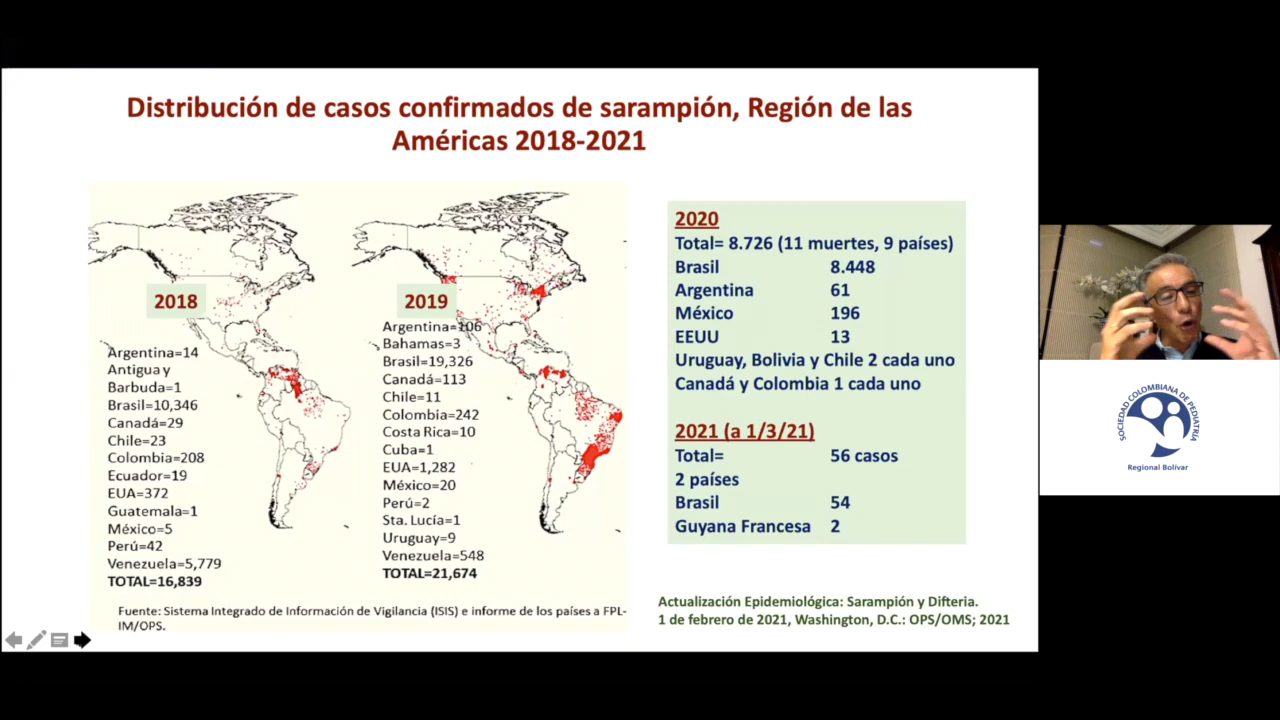 Distribución de casos confirmados de sarampión, Región de las
Américas 2018-2021
2018
Argentina=14
Antigua y
Barbuda=1
Brasil=10,346
Canadá=29
Chile=23
Colombia=208
Ecuador=19
EUA=372
Guatemala=1
México=5
Perú=42
Venezuela=5,779
TOTAL=16,839
2019
Argentina=106
Bahamas=3
Brasil=19,326
Canadá=113
Chile=11
Colombia=242
Costa Rica=10
Cuba=1
EUA=1,282
México=20
Perú=2
Sta. Lucía=1
Uruguay=9
Venezuela=548
TOTAL=21,674
Fuente: Sistema Integrado de Información de Vigilancia (ISIS) e informe de los países a FPL-
IM/OPS.
2020
Total= 8.726 (11 muertes, 9 países)
Brasil 8.448
Argentina 61
México 196
EEUU 13
Uruguay, Bolivia y Chile 2 cada uno
Canadá y Colombia 1 cada uno
2021 (a 1/3/21)
Total= 56 casos
2 países
Brasil 54
Guyana Francesa 2
Actualización Epidemiológica: Sarampión y Difteria.
1 de febrero de 2021, Washington, D.C.: OPS/OMS; 2021
SOCIEDAD COLOMBIANA DE PEDIATRÍA
Regional Bolívar